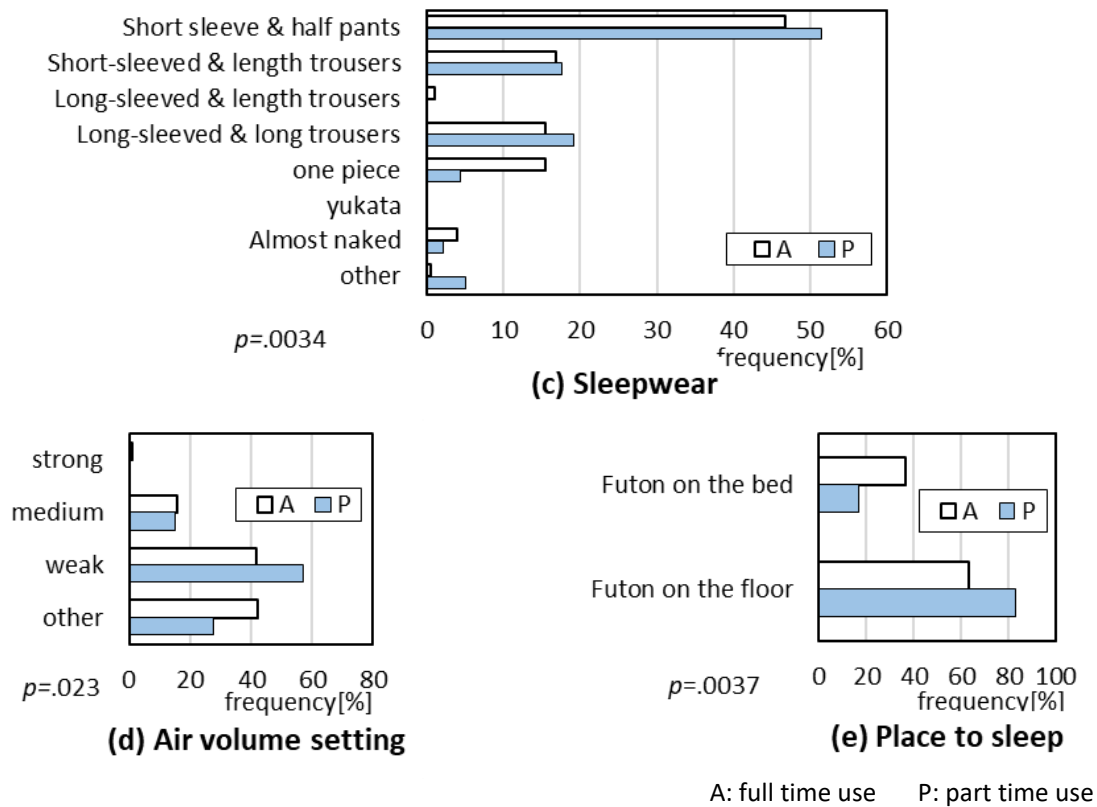 Short sleeve & half pants
Short-sleeved & length trousers
Long-sleeved & length trousers
Long-sleeved & long trousers
one piece
yukata
Almost naked
other
A P
0 10 20 30 40 50 60
p=.0034
frequency[%]
(c) Sleepwear
strong
medium
weak
other
A P
0 20 40 60 80
p=.023
frequency[%]
(d) Air volume setting
Futon on the bed
Futon on the floor
A P
0 20 40 60 80 100
p=.0037
frequency[%]
(e) Place to sleep
A: full time use P: part time use